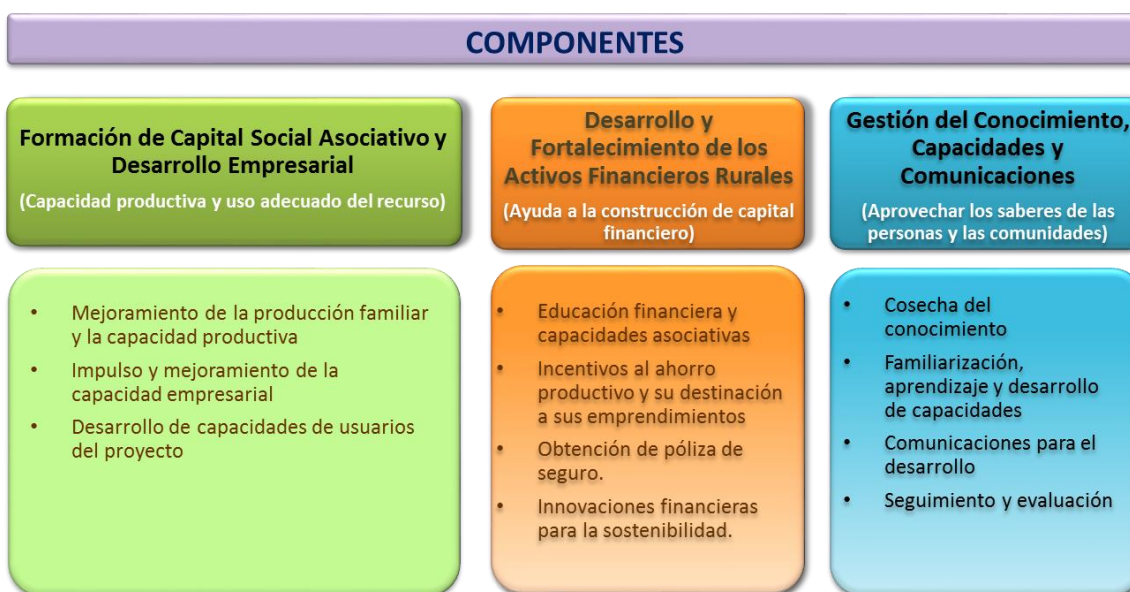 COMPONENTES
Formación de Capital Social Asociativo y
Desarrollo Empresarial
(Capacidad productiva y uso adecuado del recurso)
• Mejoramiento de la producción familiar
y la capacidad productiva
• Impulso y mejoramiento de la
capacidad empresarial
• Desarrollo de capacidades de usuarios
del proyecto
Desarrollo y
Fortalecimiento de los
Activos Financieros Rurales
(Ayuda a la construcción de capital
financiero)
• Educación financiera y
capacidades asociativas
• Incentivos al ahorro
productivo y su destinación
a sus emprendimientos
• Obtención de póliza de
seguro.
• Innovaciones financieras
para la sostenibilidad.
Gestión del Conocimiento,
Capacidades y
Comunicaciones
(Aprovechar los saberes de las
personas y las comunidades)
• Cosecha del
conocimiento
• Familiarización,
aprendizaje y desarrollo
de capacidades
• Comunicaciones para el
desarrollo
• Seguimiento y evaluación